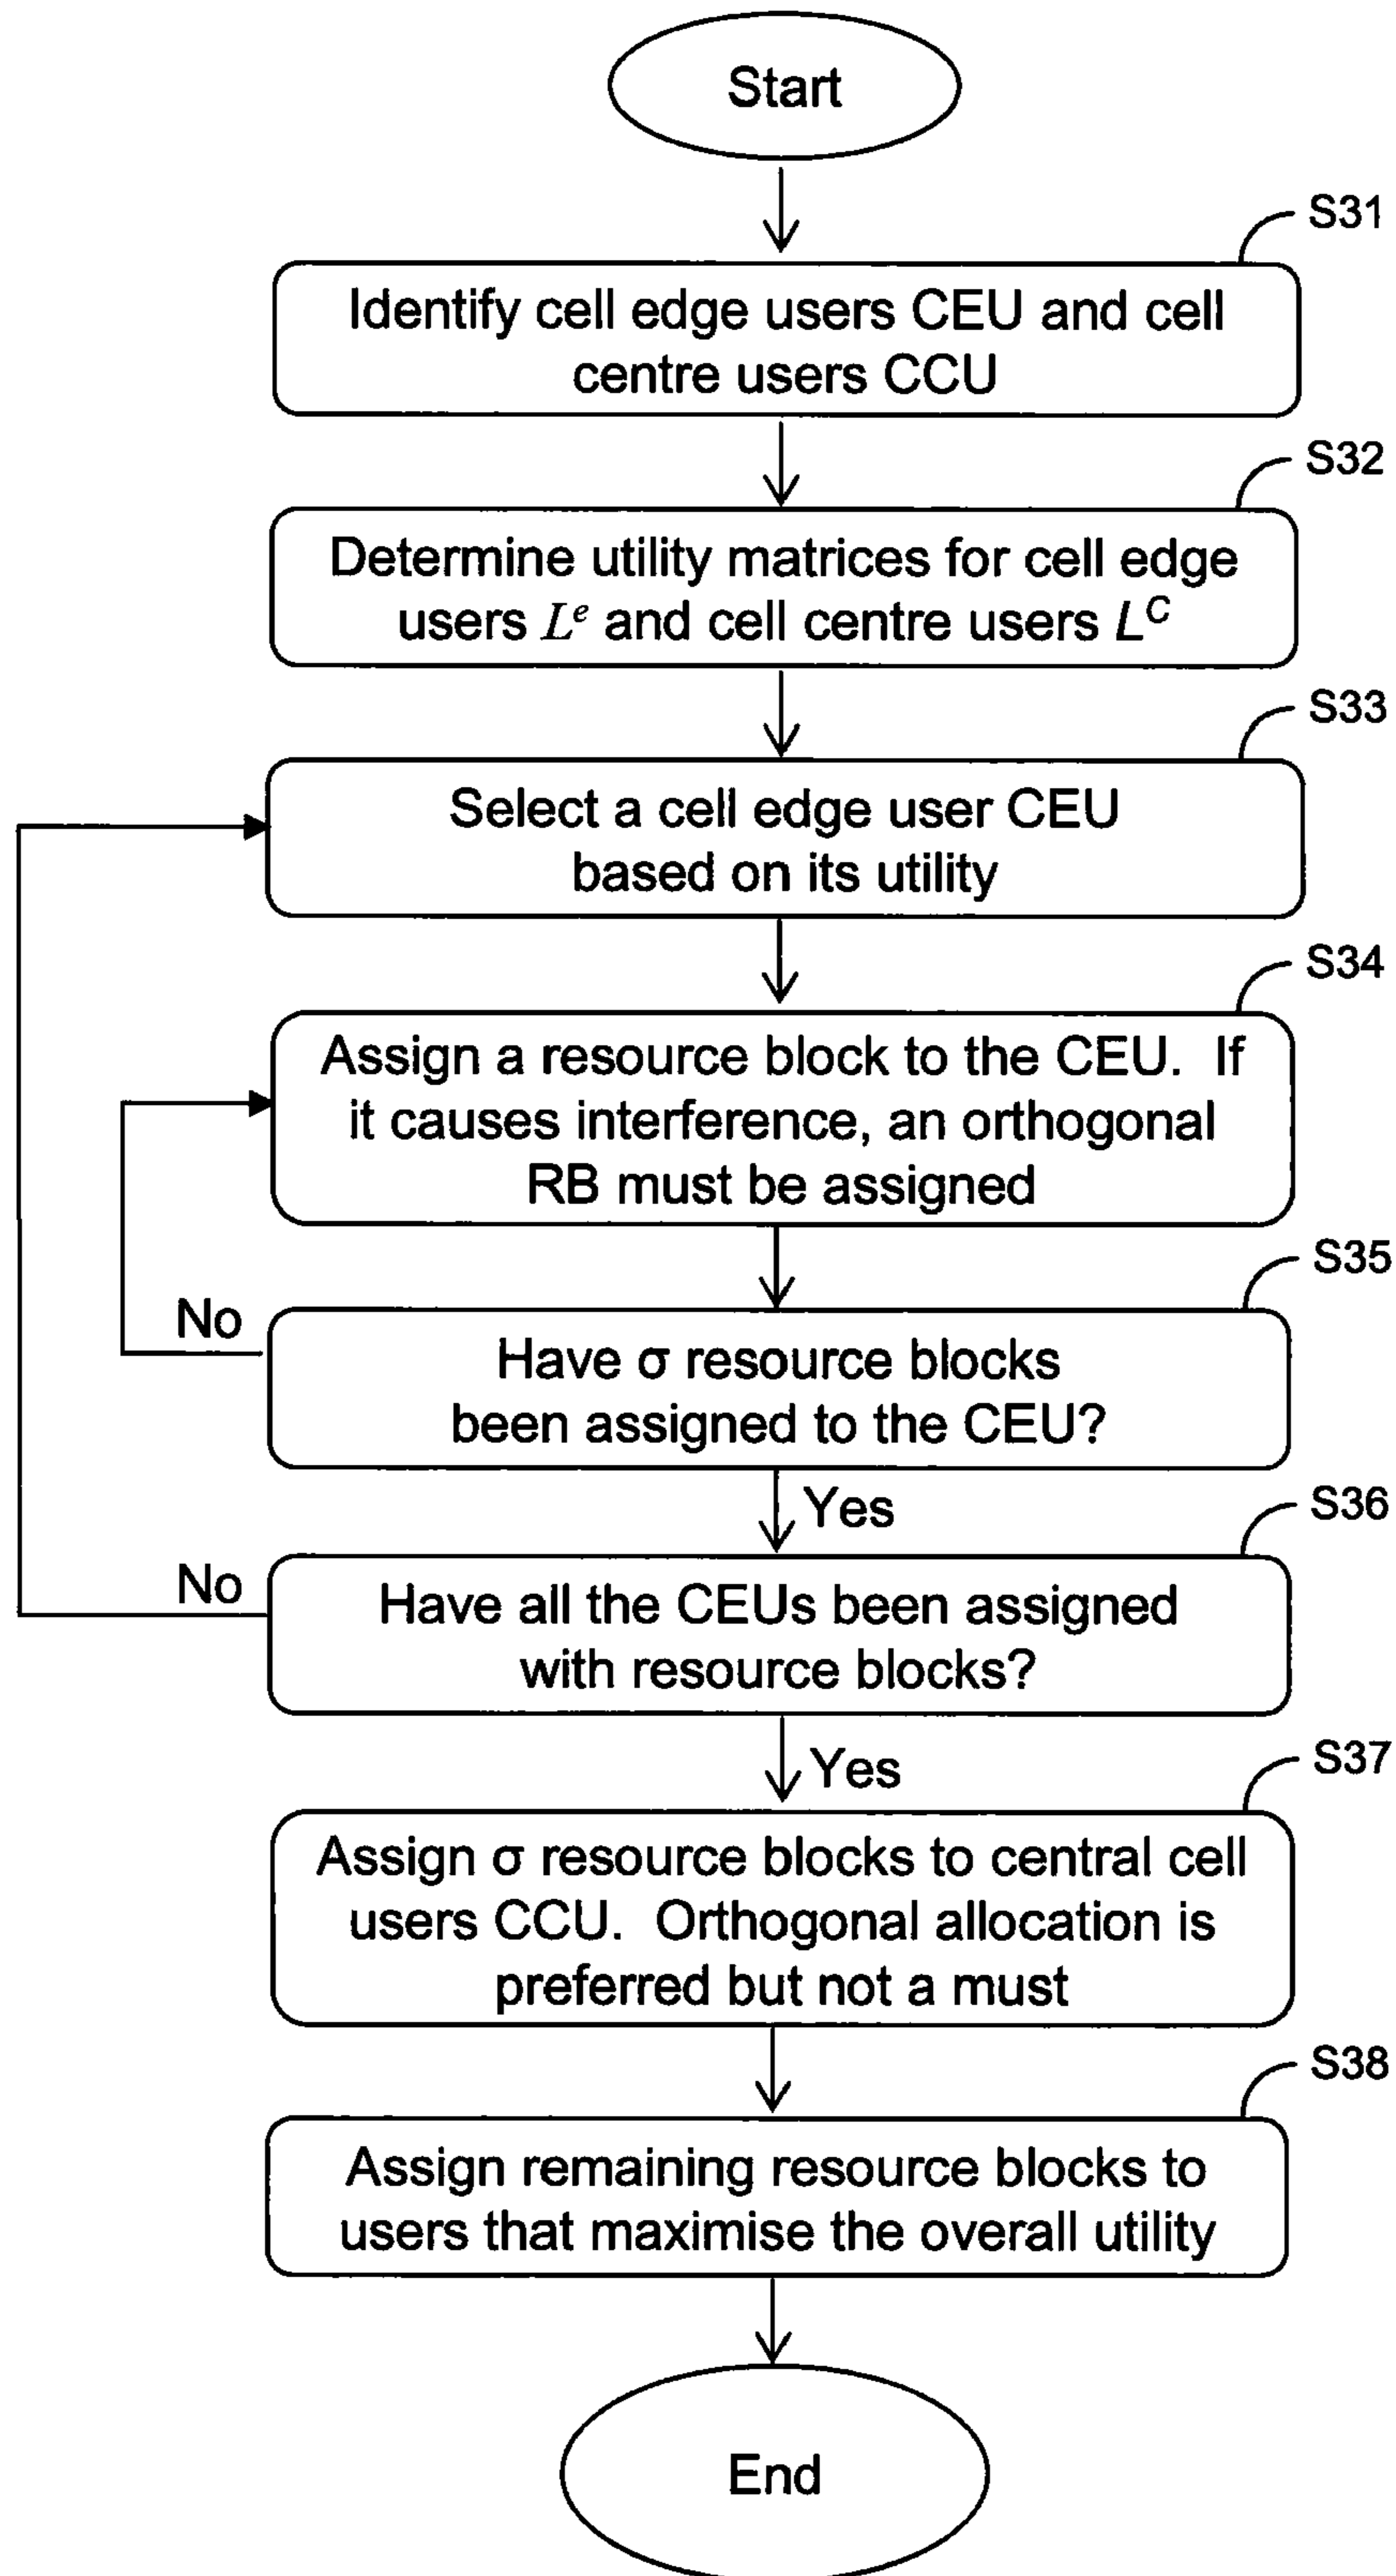 Start
S31
Identify cell edge users CEU and cell
centre users CCU
S32
Determine utility matrices for cell edge
users Lᵉ and cell centre users Lᶜ
S33
Select a cell edge user CEU
based on its utility
S34
Assign a resource block to the CEU. If
it causes interference, an orthogonal
RB must be assigned
S35
No
Have σ resource blocks
been assigned to the CEU?
Yes
S36
No
Have all the CEUs been assigned
with resource blocks?
Yes
S37
Assign σ resource blocks to central cell
users CCU. Orthogonal allocation is
preferred but not a must
S38
Assign remaining resource blocks to
users that maximise the overall utility
End